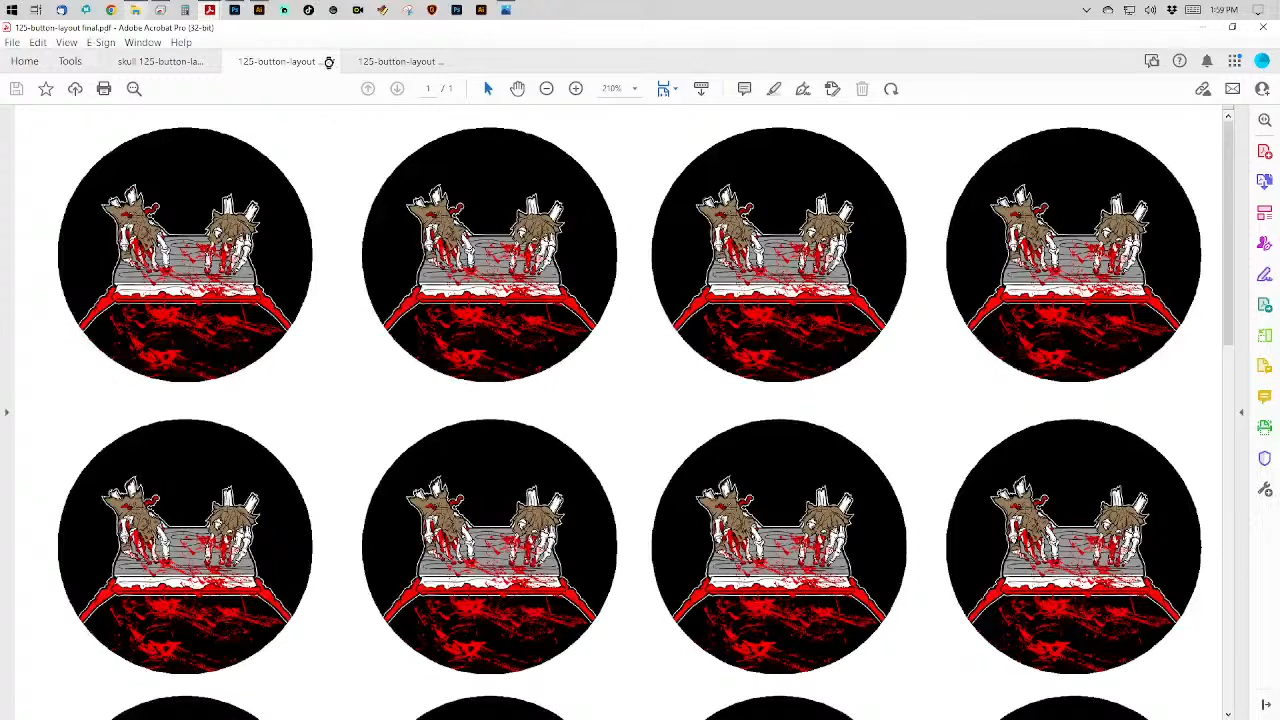 1:59 PM
125-button-layout final.pdf - Adobe Acrobat Pro (32-bit)
File Edit View E-Sign Window Help
Home Tools skull 125-button-la... 125-button-layout ... 125-button-layout ...
1 / 1 210%